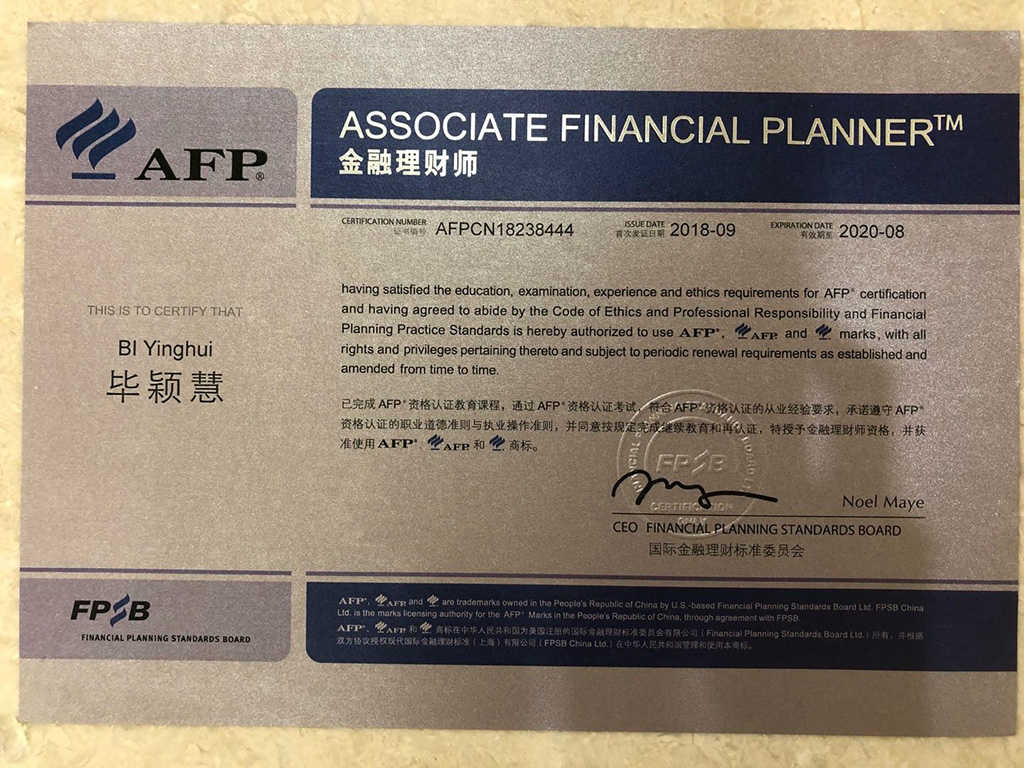 AFP®
ASSOCIATE FINANCIAL PLANNER™
金融理财师
CERTIFICATION NUMBER
证书编号
AFPCN18238444
ISSUE DATE
首次发证日期
2018-09
EXPIRATION DATE
有效期至
2020-08
THIS IS TO CERTIFY THAT
BI Yinghui
毕颖慧
having satisfied the education, examination, experience and ethics requirements for AFP® certification
and having agreed to abide by the Code of Ethics and Professional Responsibility and Financial
Planning Practice Standards is hereby authorized to use AFP®, AFP and marks, with all
rights and privileges pertaining thereto and subject to periodic renewal requirements as established and
amended from time to time.
已完成 AFP®资格认证教育课程，通过 AFP®资格认证考试，符合 AFP®资格认证的从业经验要求，承诺遵守 AFP®
资格认证的职业道德准则与执业操作准则，并同意按规定完成继续教育和再认证，特授予金融理财师资格，并获
准使用 AFP®、AFP 和 商标。
FPSB
CERTIFICATION
Noel Maye
CEO FINANCIAL PLANNING STANDARDS BOARD
国际金融理财标准委员会
FPSB
FINANCIAL PLANNING STANDARDS BOARD
AFP®, AFP and are trademarks owned in the People's Republic of China by U.S.-based Financial Planning Standards Board Ltd. FPSB China
Ltd. is the marks licensing authority for the AFP® Marks in the People's Republic of China, through agreement with FPSB.
AFP®、AFP 和 商标在中华人民共和国为美国注册的国际金融理财标准委员会有限公司（Financial Planning Standards Board Ltd.）所有，并根据
双方协议授权现代国际金融理财标准（上海）有限公司（FPSB China Ltd.）在中华人民共和国管理和使用本商标。